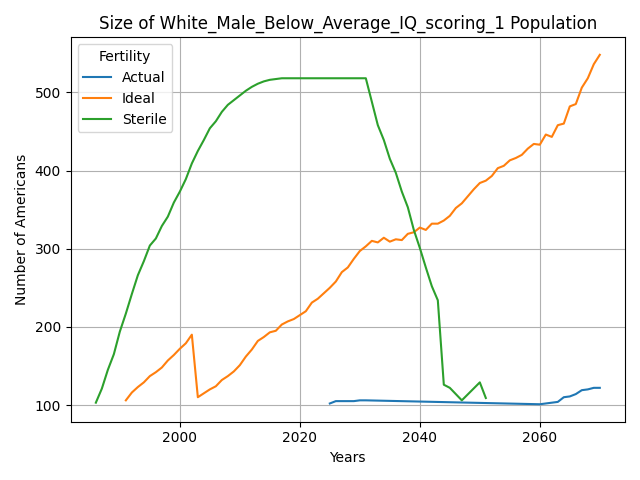 Size of White_Male_Below_Average_IQ_scoring_1 Population
Fertility
Actual
Ideal
Sterile
Number of Americans
500
400
300
200
100
2000
2020
2040
2060
Years